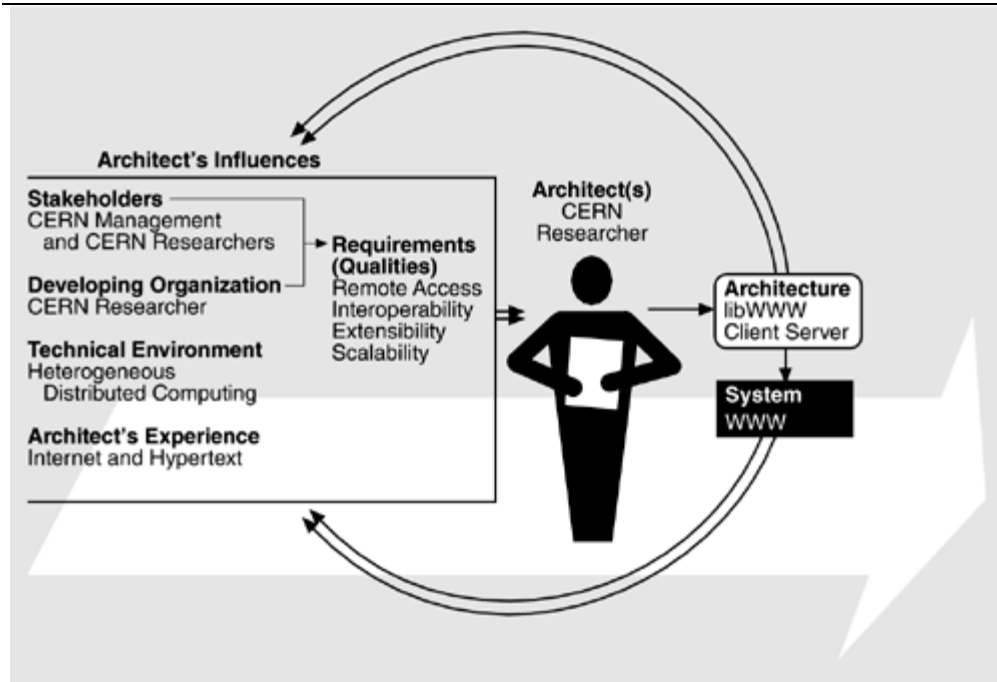 Architect's Influences
Stakeholders
CERN Management
and CERN Researchers
Developing Organization
CERN Researcher
Technical Environment
Heterogeneous
Distributed Computing
Architect's Experience
Internet and Hypertext
Requirements
(Qualities)
Remote Access
Interoperability
Extensibility
Scalability
Architect(s)
CERN
Researcher
Architecture
libWWW
Client Server
System
WWW